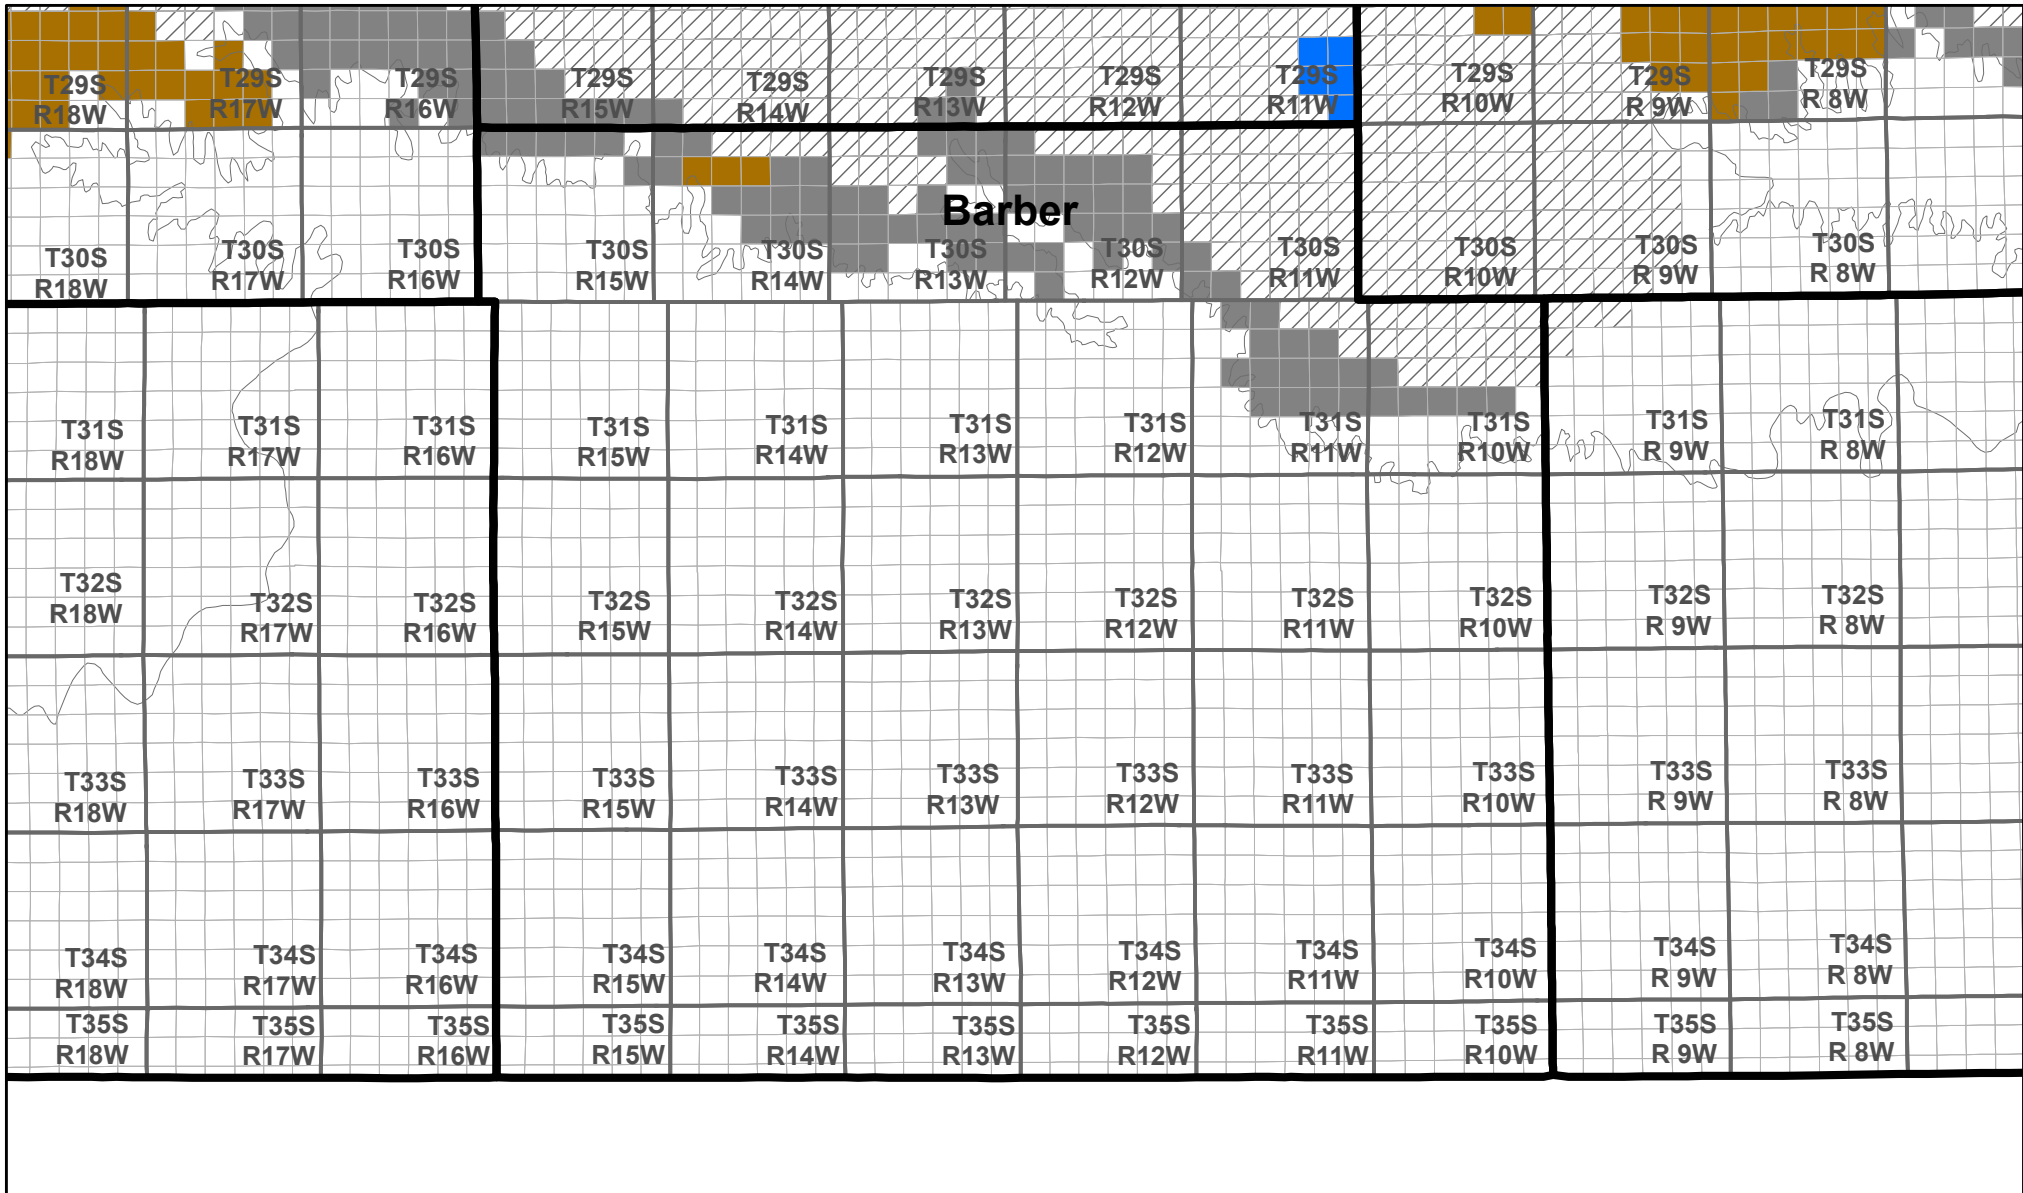 T29S T29S T29S T29S T29S T29S T29S T29S T29S T29S T29S
R18W R17W R16W R15W R14W R13W R12W R11W R10W R 9W R 8W
Barber
T30S T30S T30S T30S T30S T30S T30S T30S T30S T30S T30S
R18W R17W R16W R15W R14W R13W R12W R11W R10W R 9W R 8W
T31S T31S T31S T31S T31S T31S T31S T31S T31S T31S T31S
R18W R17W R16W R15W R14W R13W R12W R11W R10W R 9W R 8W
T32S T32S T32S T32S T32S T32S T32S T32S T32S T32S T32S
R18W R17W R16W R15W R14W R13W R12W R11W R10W R 9W R 8W
T33S T33S T33S T33S T33S T33S T33S T33S T33S T33S T33S
R18W R17W R16W R15W R14W R13W R12W R11W R10W R 9W R 8W
T34S T34S T34S T34S T34S T34S T34S T34S T34S T34S T34S
R18W R17W R16W R15W R14W R13W R12W R11W R10W R 9W R 8W
T35S T35S T35S T35S T35S T35S T35S T35S T35S T35S T35S
R18W R17W R16W R15W R14W R13W R12W R11W R10W R 9W R 8W